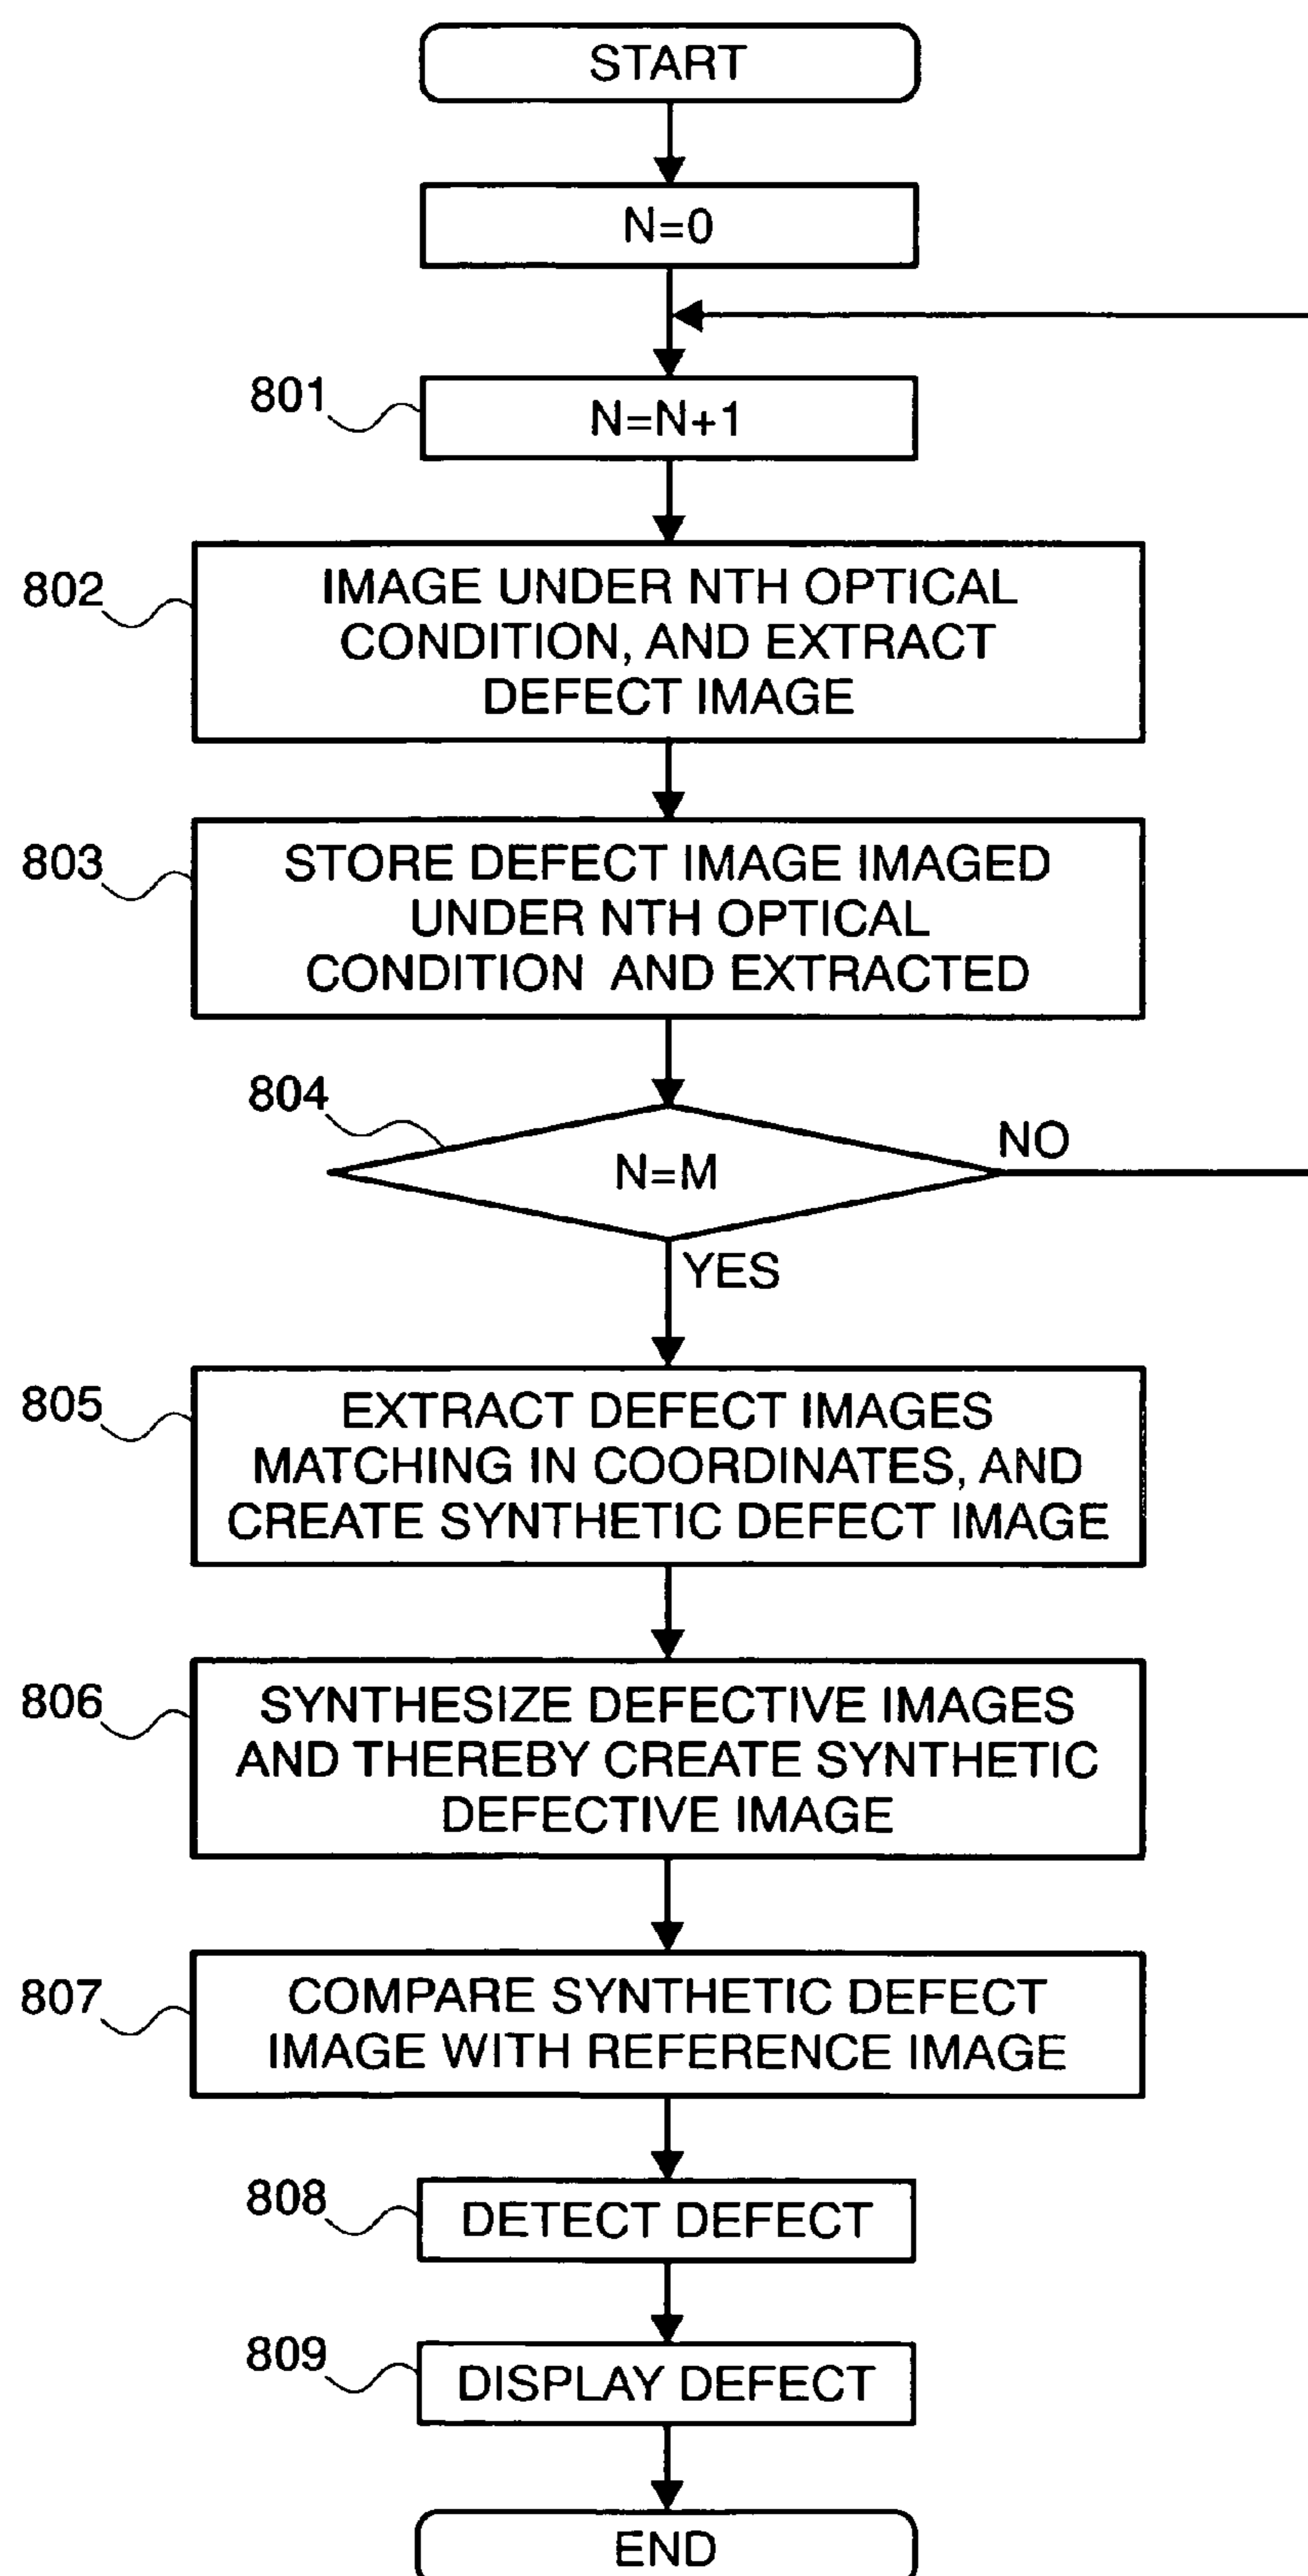 START
N=0
801
N=N+1
802
IMAGE UNDER NTH OPTICAL
CONDITION, AND EXTRACT
DEFECT IMAGE
803
STORE DEFECT IMAGE IMAGED
UNDER NTH OPTICAL
CONDITION AND EXTRACTED
804
N=M
NO
YES
805
EXTRACT DEFECT IMAGES
MATCHING IN COORDINATES, AND
CREATE SYNTHETIC DEFECT IMAGE
806
SYNTHESIZE DEFECTIVE IMAGES
AND THEREBY CREATE SYNTHETIC
DEFECTIVE IMAGE
807
COMPARE SYNTHETIC DEFECT
IMAGE WITH REFERENCE IMAGE
808
DETECT DEFECT
809
DISPLAY DEFECT
END